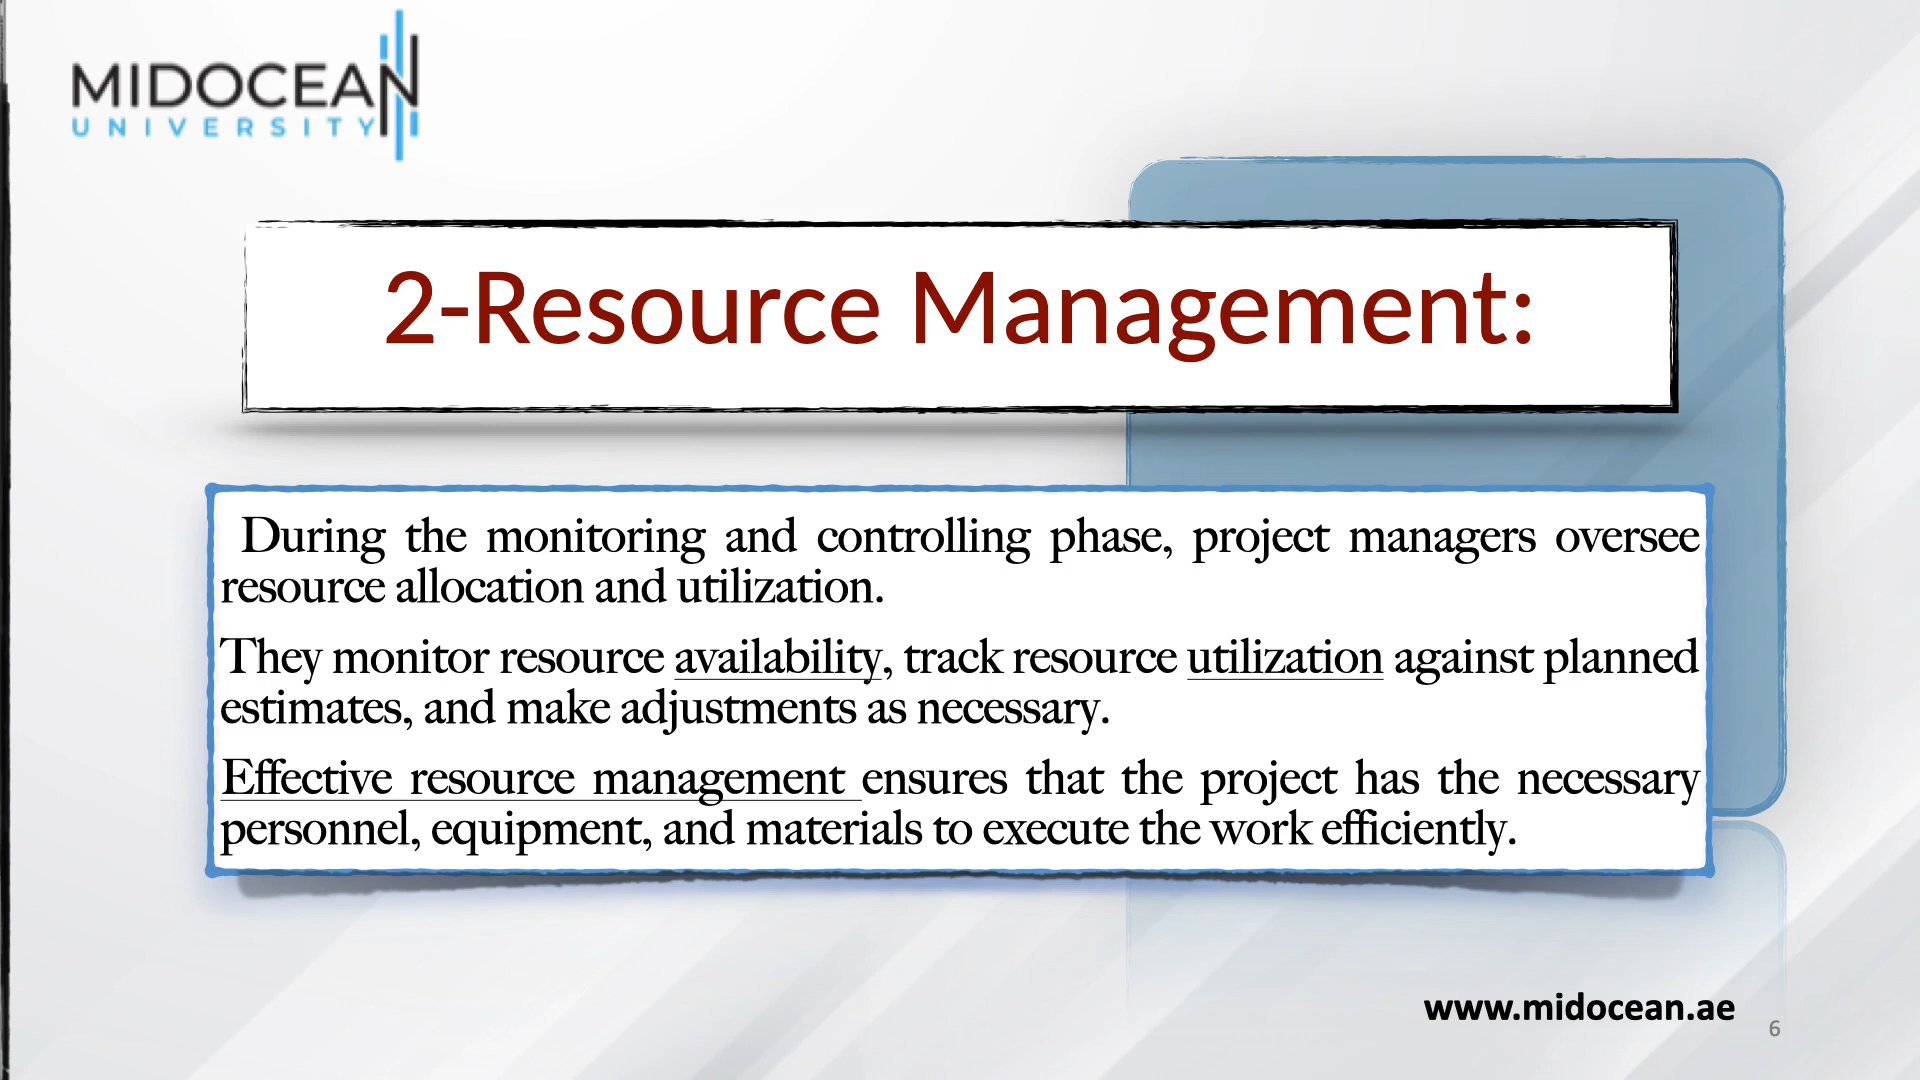 MIDOCEAN
UNIVERSITY
2-Resource Management:
During the monitoring and controlling phase, project managers oversee
resource allocation and utilization.
They monitor resource availability, track resource utilization against planned
estimates, and make adjustments as necessary.
Effective resource management ensures that the project has the necessary
personnel, equipment, and materials to execute the work efficiently.
www.midocean.ae
6